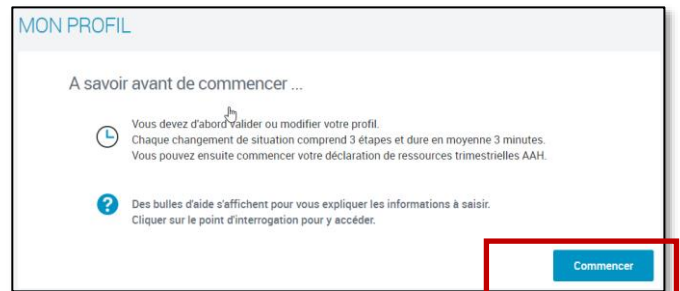 MON PROFIL
A savoir avant de commencer ...
Vous devez d'abord valider ou modifier votre profil.
Chaque changement de situation comprend 3 étapes et dure en moyenne 3 minutes.
Vous pouvez ensuite commencer votre déclaration de ressources trimestrielles AAH.
?
Des bulles d'aide s'affichent pour vous expliquer les informations à saisir.
Cliquer sur le point d'interrogation pour y accéder.
Commencer